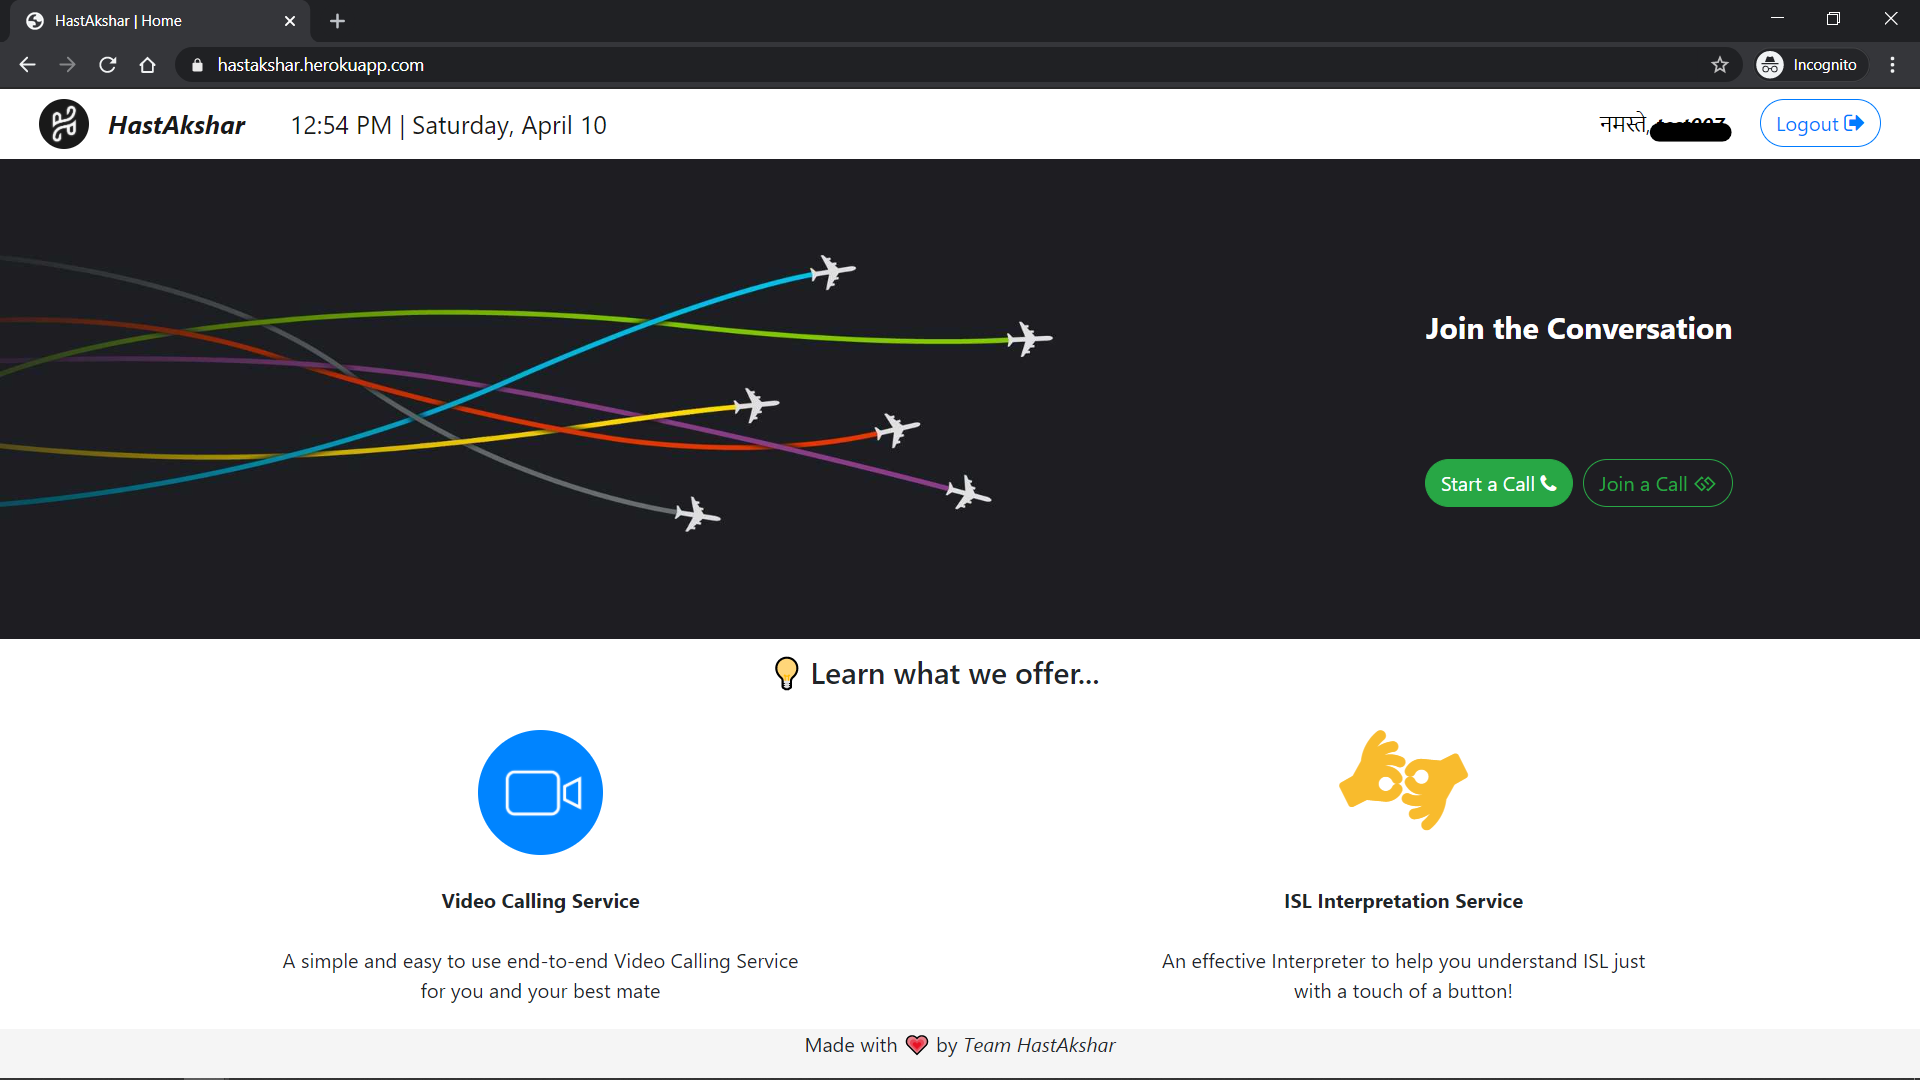 HastAkshar | Home
hastakshar.herokuapp.com
Incognito
HastAkshar
12:54 PM | Saturday, April 10
नमस्ते,
Logout
Join the Conversation
Start a Call
Join a Call
Learn what we offer...
Video Calling Service
ISL Interpretation Service
A simple and easy to use end-to-end Video Calling Service
for you and your best mate
An effective Interpreter to help you understand ISL just
with a touch of a button!
Made with ❤ by Team HastAkshar